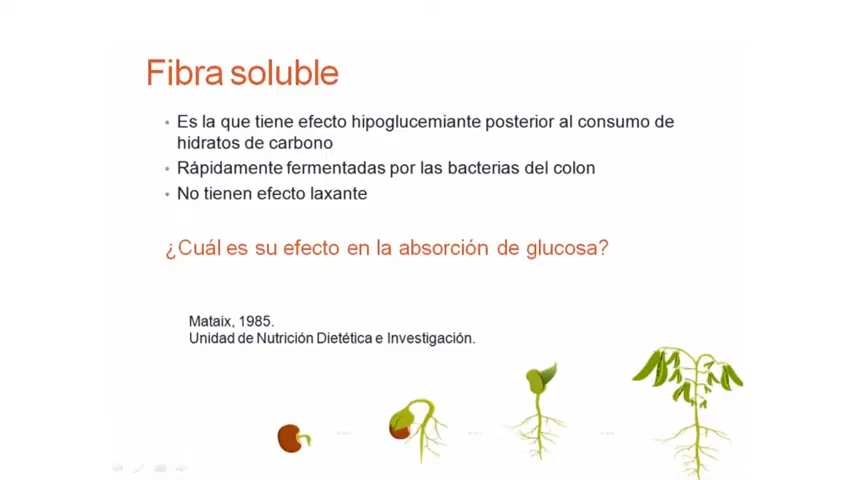 Fibra soluble
• Es la que tiene efecto hipoglucemiante posterior al consumo de
hidratos de carbono
• Rápidamente fermentadas por las bacterias del colon
• No tienen efecto laxante
¿Cuál es su efecto en la absorción de glucosa?
Mataix, 1985.
Unidad de Nutrición Dietética e Investigación.